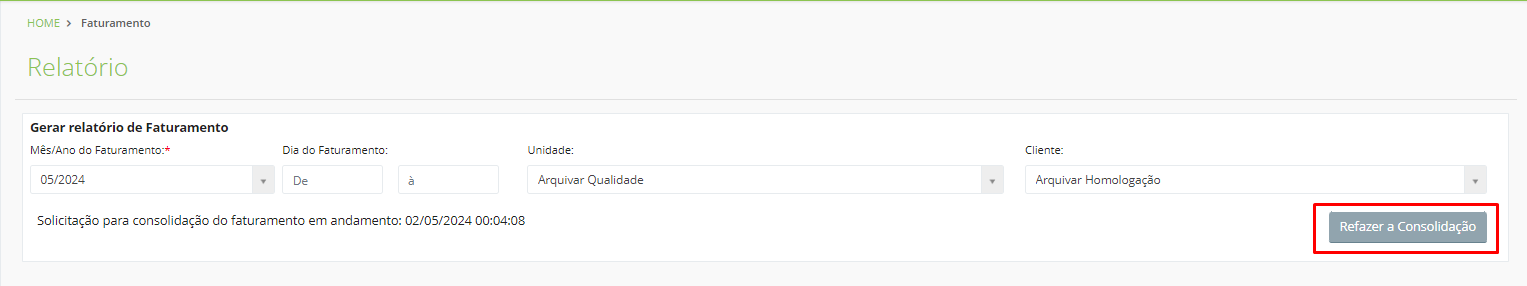 HOME > Faturamento
Relatório
Gerar relatório de Faturamento
Mês/Ano do Faturamento:* Dia do Faturamento: Unidade: Cliente:
05/2024 De à Arquivar Qualidade Arquivar Homologação
Solicitação para consolidação do faturamento em andamento: 02/05/2024 00:04:08 Refazer a Consolidação